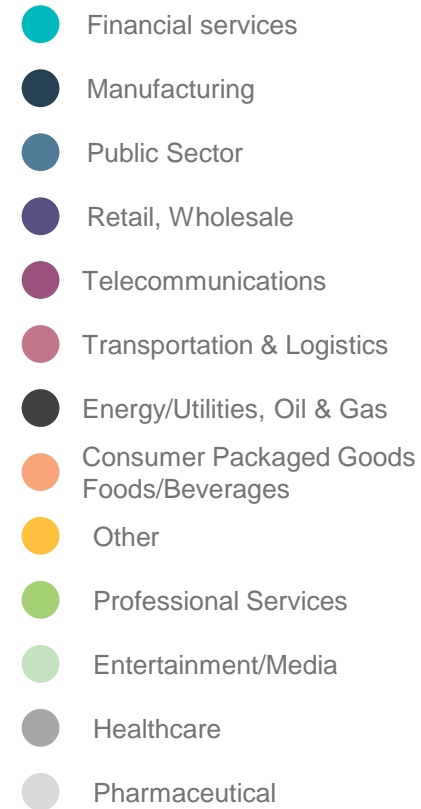 Financial services
Manufacturing
Public Sector
Retail, Wholesale
Telecommunications
Transportation & Logistics
Energy/Utilities, Oil & Gas
Consumer Packaged Goods
Foods/Beverages
Other
Professional Services
Entertainment/Media
Healthcare
Pharmaceutical